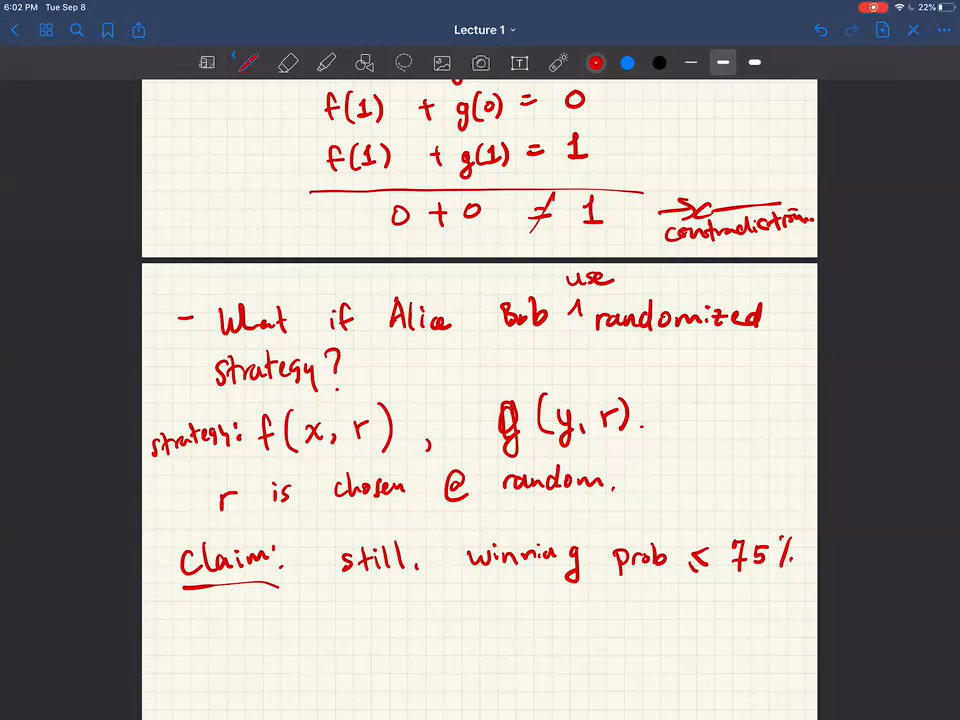 6:02 PM Tue Sep 8
22%
Lecture 1
f(1) + g(0) = 0
f(1) + g(1) = 1
0 + 0 ≠ 1
contradiction.
use
- What if Alice Bob ^ randomized
strategy?
strategy: f(x, r) , g(y, r).
r is chosen @ random.
Claim: still, winning prob ≤ 75%